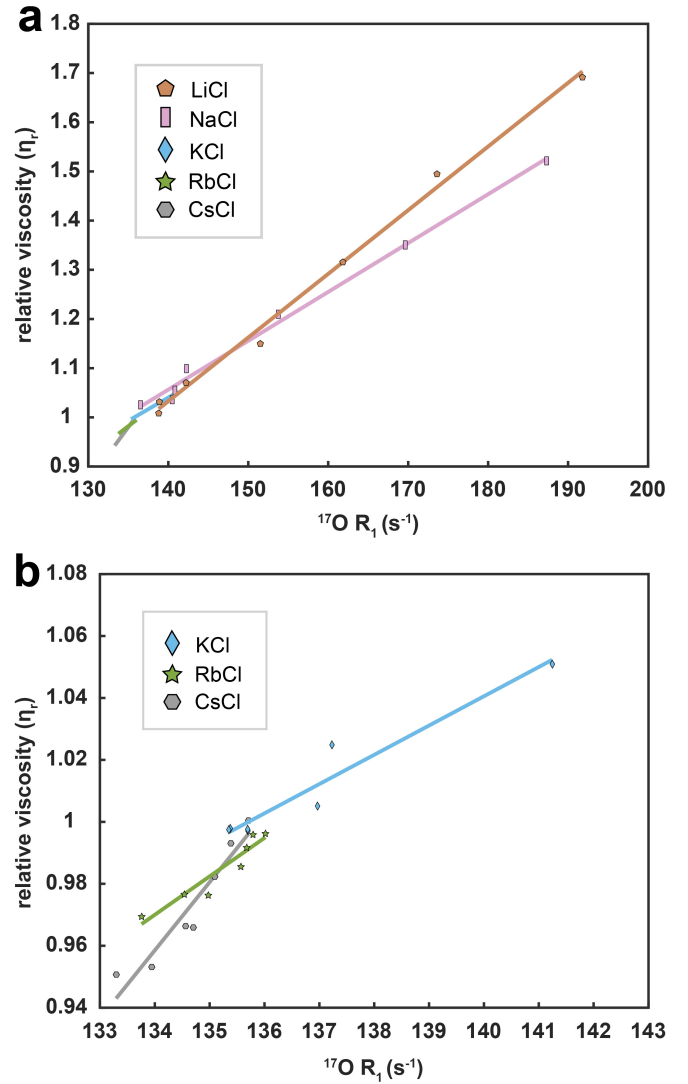 a
1.8
1.7
1.6
1.5
1.4
1.3
1.2
1.1
1
0.9
relative viscosity (ηr)
LiCl
NaCl
KCl
RbCl
CsCl
130 140 150 160 170 180 190 200
¹⁷O R₁ (s⁻¹)
b
1.08
1.06
1.04
1.02
1
0.98
0.96
0.94
relative viscosity (ηr)
KCl
RbCl
CsCl
133 134 135 136 137 138 139 140 141 142 143
¹⁷O R₁ (s⁻¹)